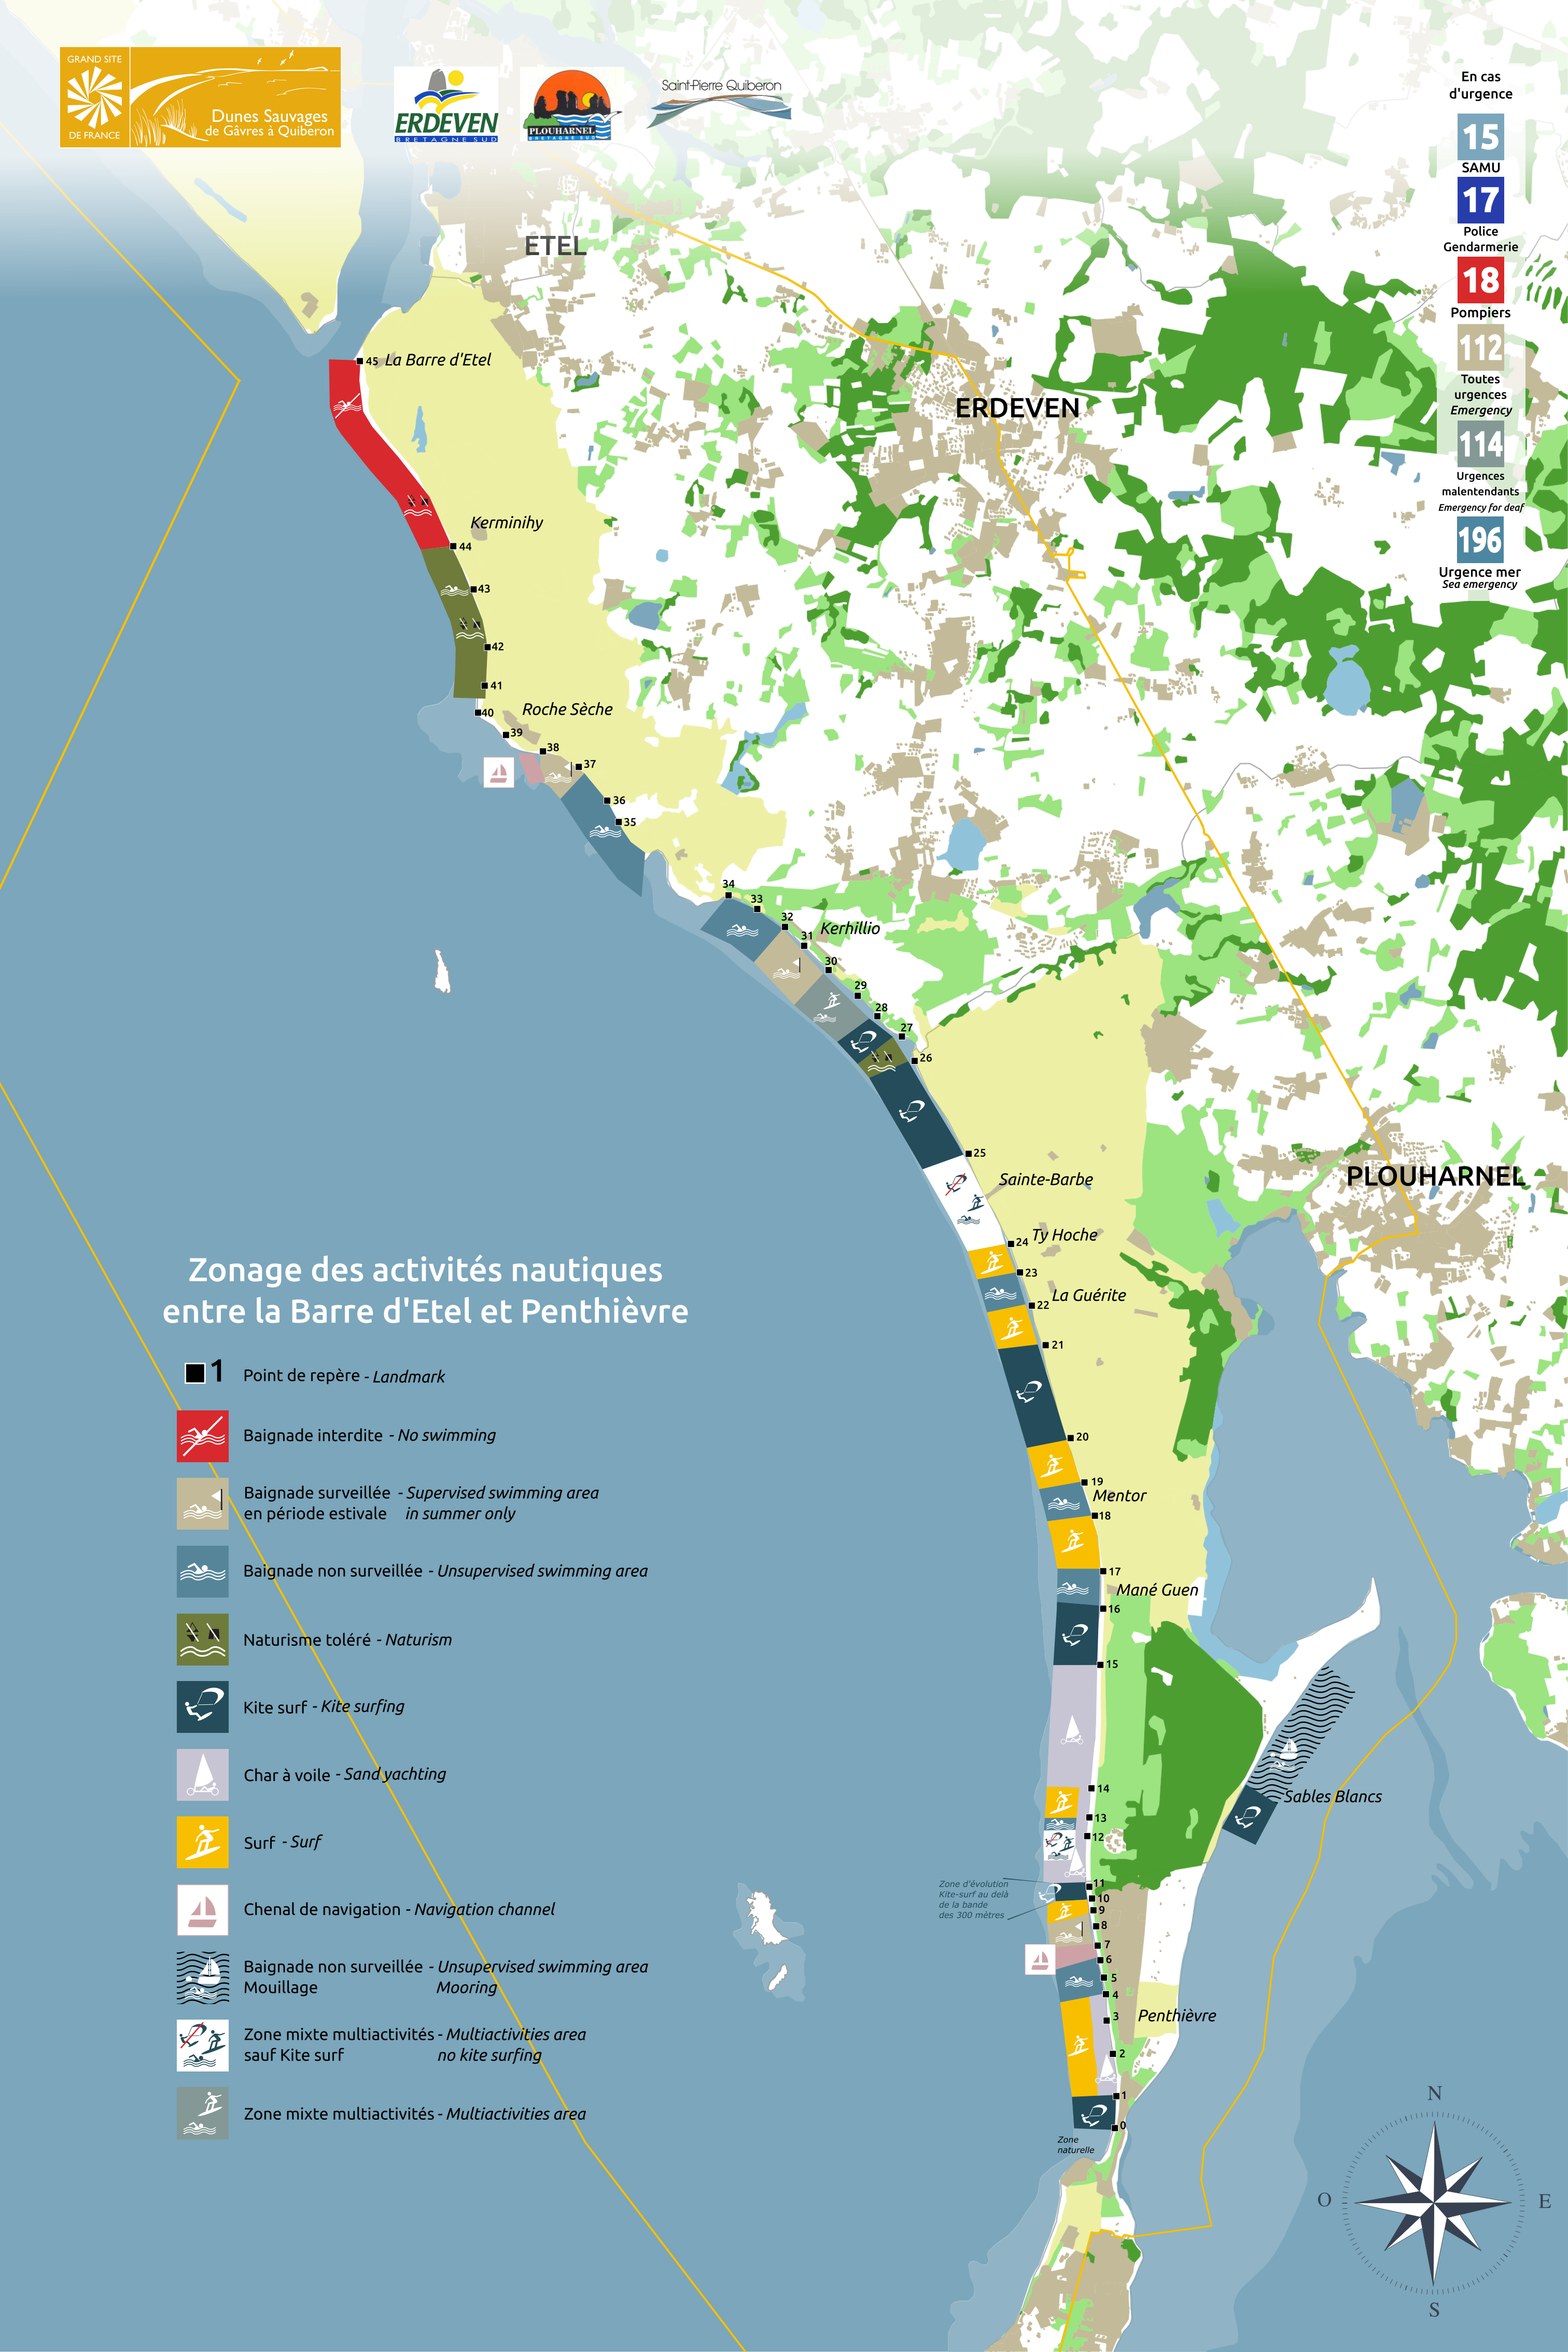 GRAND SITE
DE FRANCE
Dunes Sauvages
de Gâvres à Quiberon
ERDEVEN
BRETAGNE SUD
PLOUHARNEL
BRETAGNE SUD
Saint-Pierre Quiberon
En cas
d'urgence
15
SAMU
17
Police
Gendarmerie
18
Pompiers
112
Toutes
urgences
Emergency
114
Urgences
malentendants
Emergency for deaf
196
Urgence mer
Sea emergency
ETEL
ERDEVEN
PLOUHARNEL
45 La Barre d'Etel
Kerminihy
44
43
42
41
40
Roche Sèche
39
38
37
36
35
34
33
32
31
Kerhillio
30
29
28
27
26
25
Sainte-Barbe
24
Ty Hoche
23
22
La Guérite
21
20
19
Mentor
18
17
Mané Guen
16
15
14
13
12
Sables Blancs
11
10
9
8
7
6
5
4
3
Penthièvre
2
1
0
Zone d'évolution
Kite-surf au delà
de la bande
des 300 mètres
Zone
naturelle
Zonage des activités nautiques
entre la Barre d'Etel et Penthièvre
1 Point de repère - Landmark
Baignade interdite - No swimming
Baignade surveillée - Supervised swimming area
en période estivale in summer only
Baignade non surveillée - Unsupervised swimming area
Naturisme toléré - Naturism
Kite surf - Kite surfing
Char à voile - Sand yachting
Surf - Surf
Chenal de navigation - Navigation channel
Baignade non surveillée - Unsupervised swimming area
Mouillage Mooring
Zone mixte multiactivités - Multiactivities area
sauf Kite surf no kite surfing
Zone mixte multiactivités - Multiactivities area
N
O
E
S